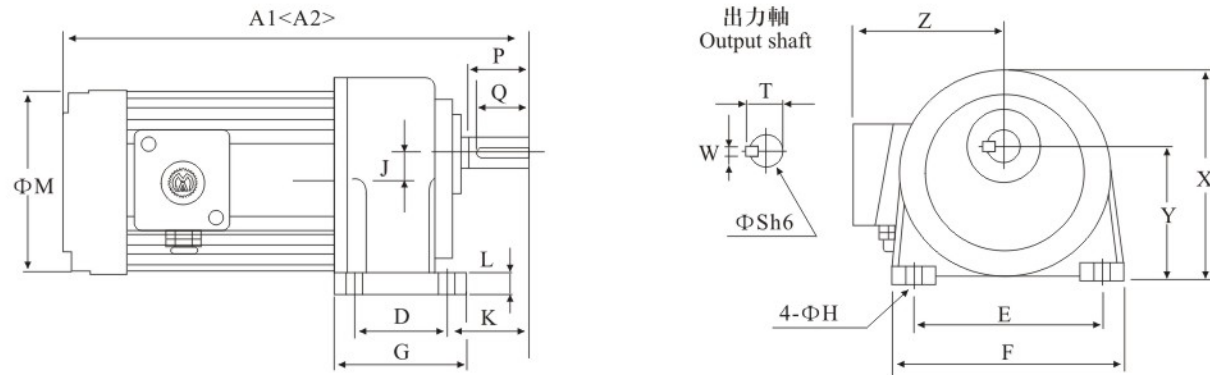 A1<A2>
P
Q
J
ΦM
L
D
K
G
出力軸
Output shaft
T
W
ΦSh6
Z
X
Y
4-ΦH
E
F